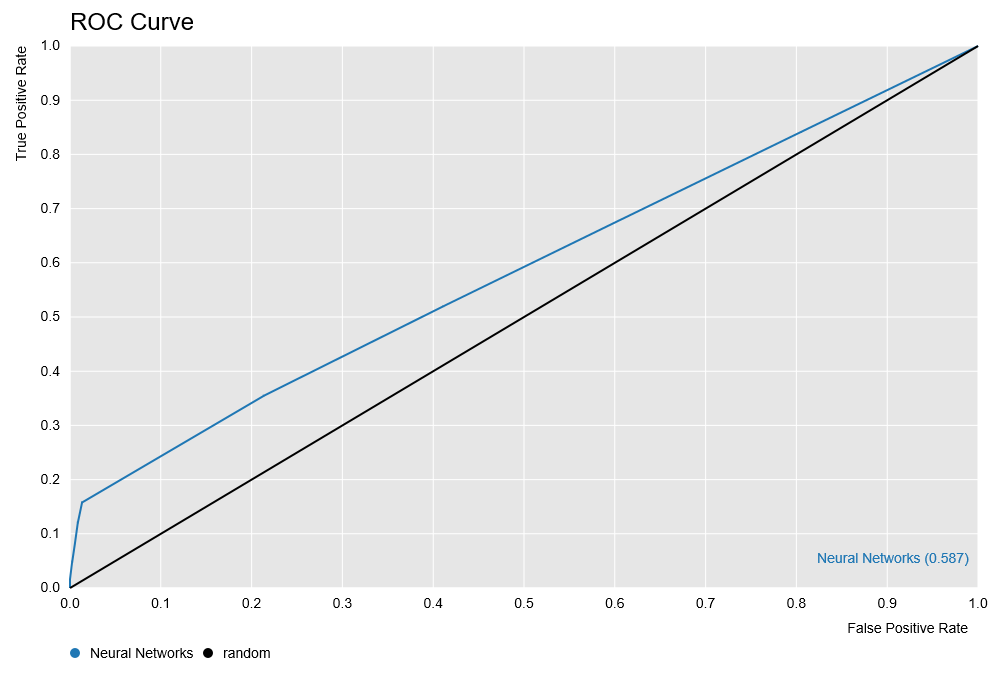 ROC Curve
True Positive Rate
1.0
0.9
0.8
0.7
0.6
0.5
0.4
0.3
0.2
0.1
0.0
Neural Networks (0.587)
0.0 0.1 0.2 0.3 0.4 0.5 0.6 0.7 0.8 0.9 1.0
False Positive Rate
Neural Networks random